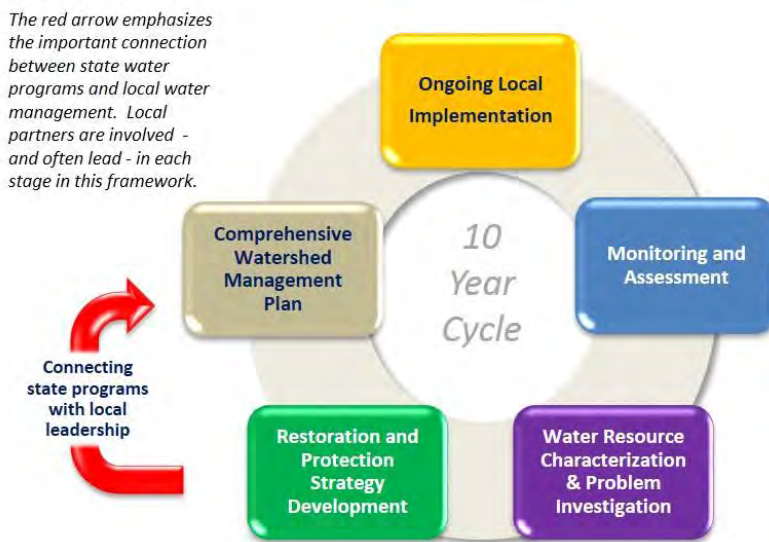 The red arrow emphasizes
the important connection
between state water
programs and local water
management.  Local
partners are involved  -
and often lead - in each
stage in this framework.
Ongoing Local
Implementation
Monitoring and
Assessment
Water Resource
Characterization
& Problem
Investigation
Restoration and
Protection
Strategy
Development
Comprehensive
Watershed
Management
Plan
10
Year
Cycle
Connecting
state programs
with local
leadership